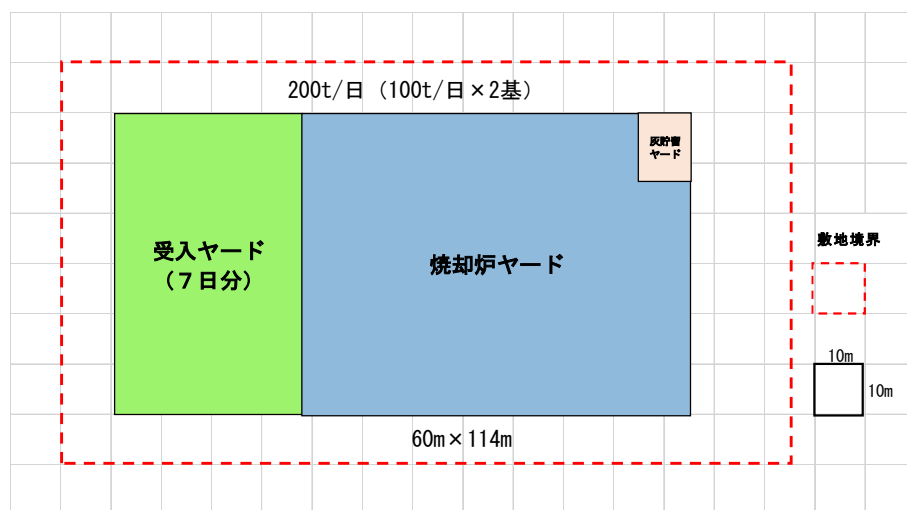 200t/日（100t/日×2基）
灰貯留
ヤード
受入ヤード
（７日分）
焼却炉ヤード
敷地境界
10m
10m
60m×114m